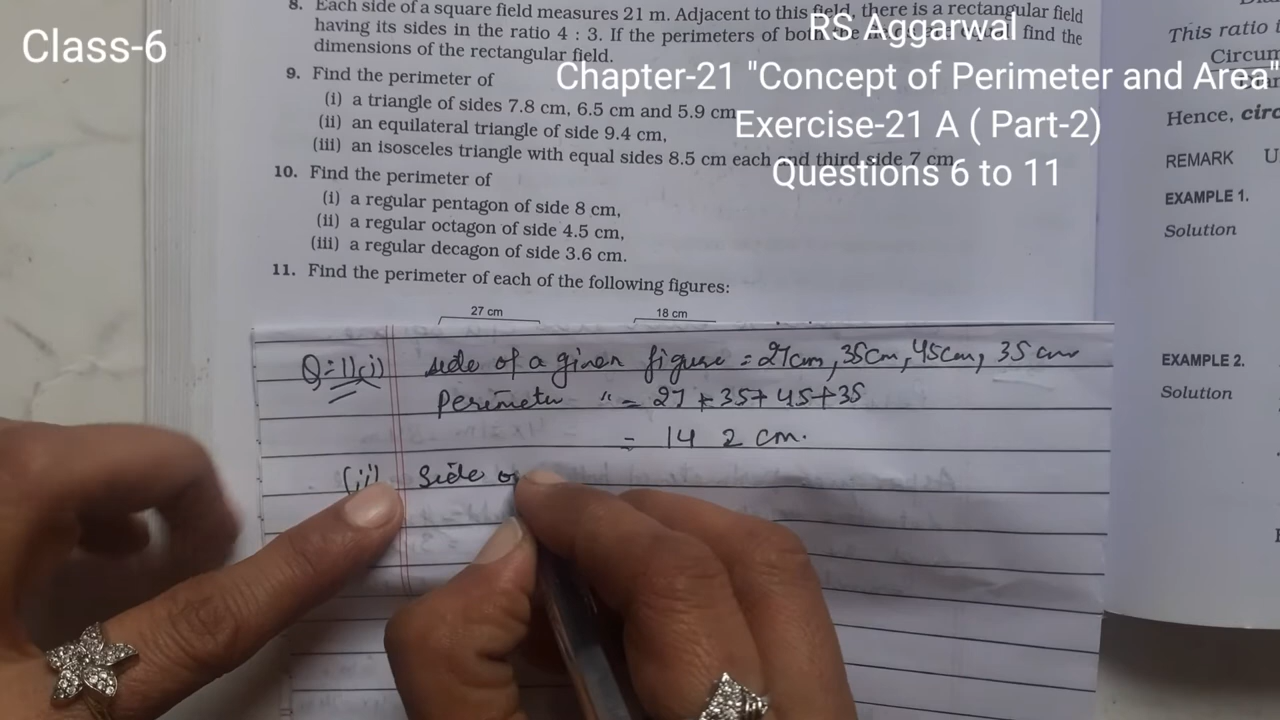 Class-6
RS Aggarwal
Chapter-21 "Concept of Perimeter and Area"
Exercise-21 A ( Part-2)
Questions 6 to 11
8. Each side of a square field measures 21 m. Adjacent to this field, there is a rectangular field
having its sides in the ratio 4 : 3. If the perimeters of both find the
dimensions of the rectangular field.
9. Find the perimeter of
(i) a triangle of sides 7.8 cm, 6.5 cm and 5.9 cm
(ii) an equilateral triangle of side 9.4 cm,
(iii) an isosceles triangle with equal sides 8.5 cm each and third side 7 cm
10. Find the perimeter of
(i) a regular pentagon of side 8 cm,
(ii) a regular octagon of side 4.5 cm,
(iii) a regular decagon of side 3.6 cm.
11. Find the perimeter of each of the following figures:
27 cm 18 cm
Q:11(i) side of a given figure = 27cm, 35cm, 45cm, 35 cm
Perimeter " = 27 + 35 + 45 + 35
= 142 cm.
(ii) Side o
This ratio
Circum
Hence, circ
REMARK U
EXAMPLE 1.
Solution
EXAMPLE 2.
Solution